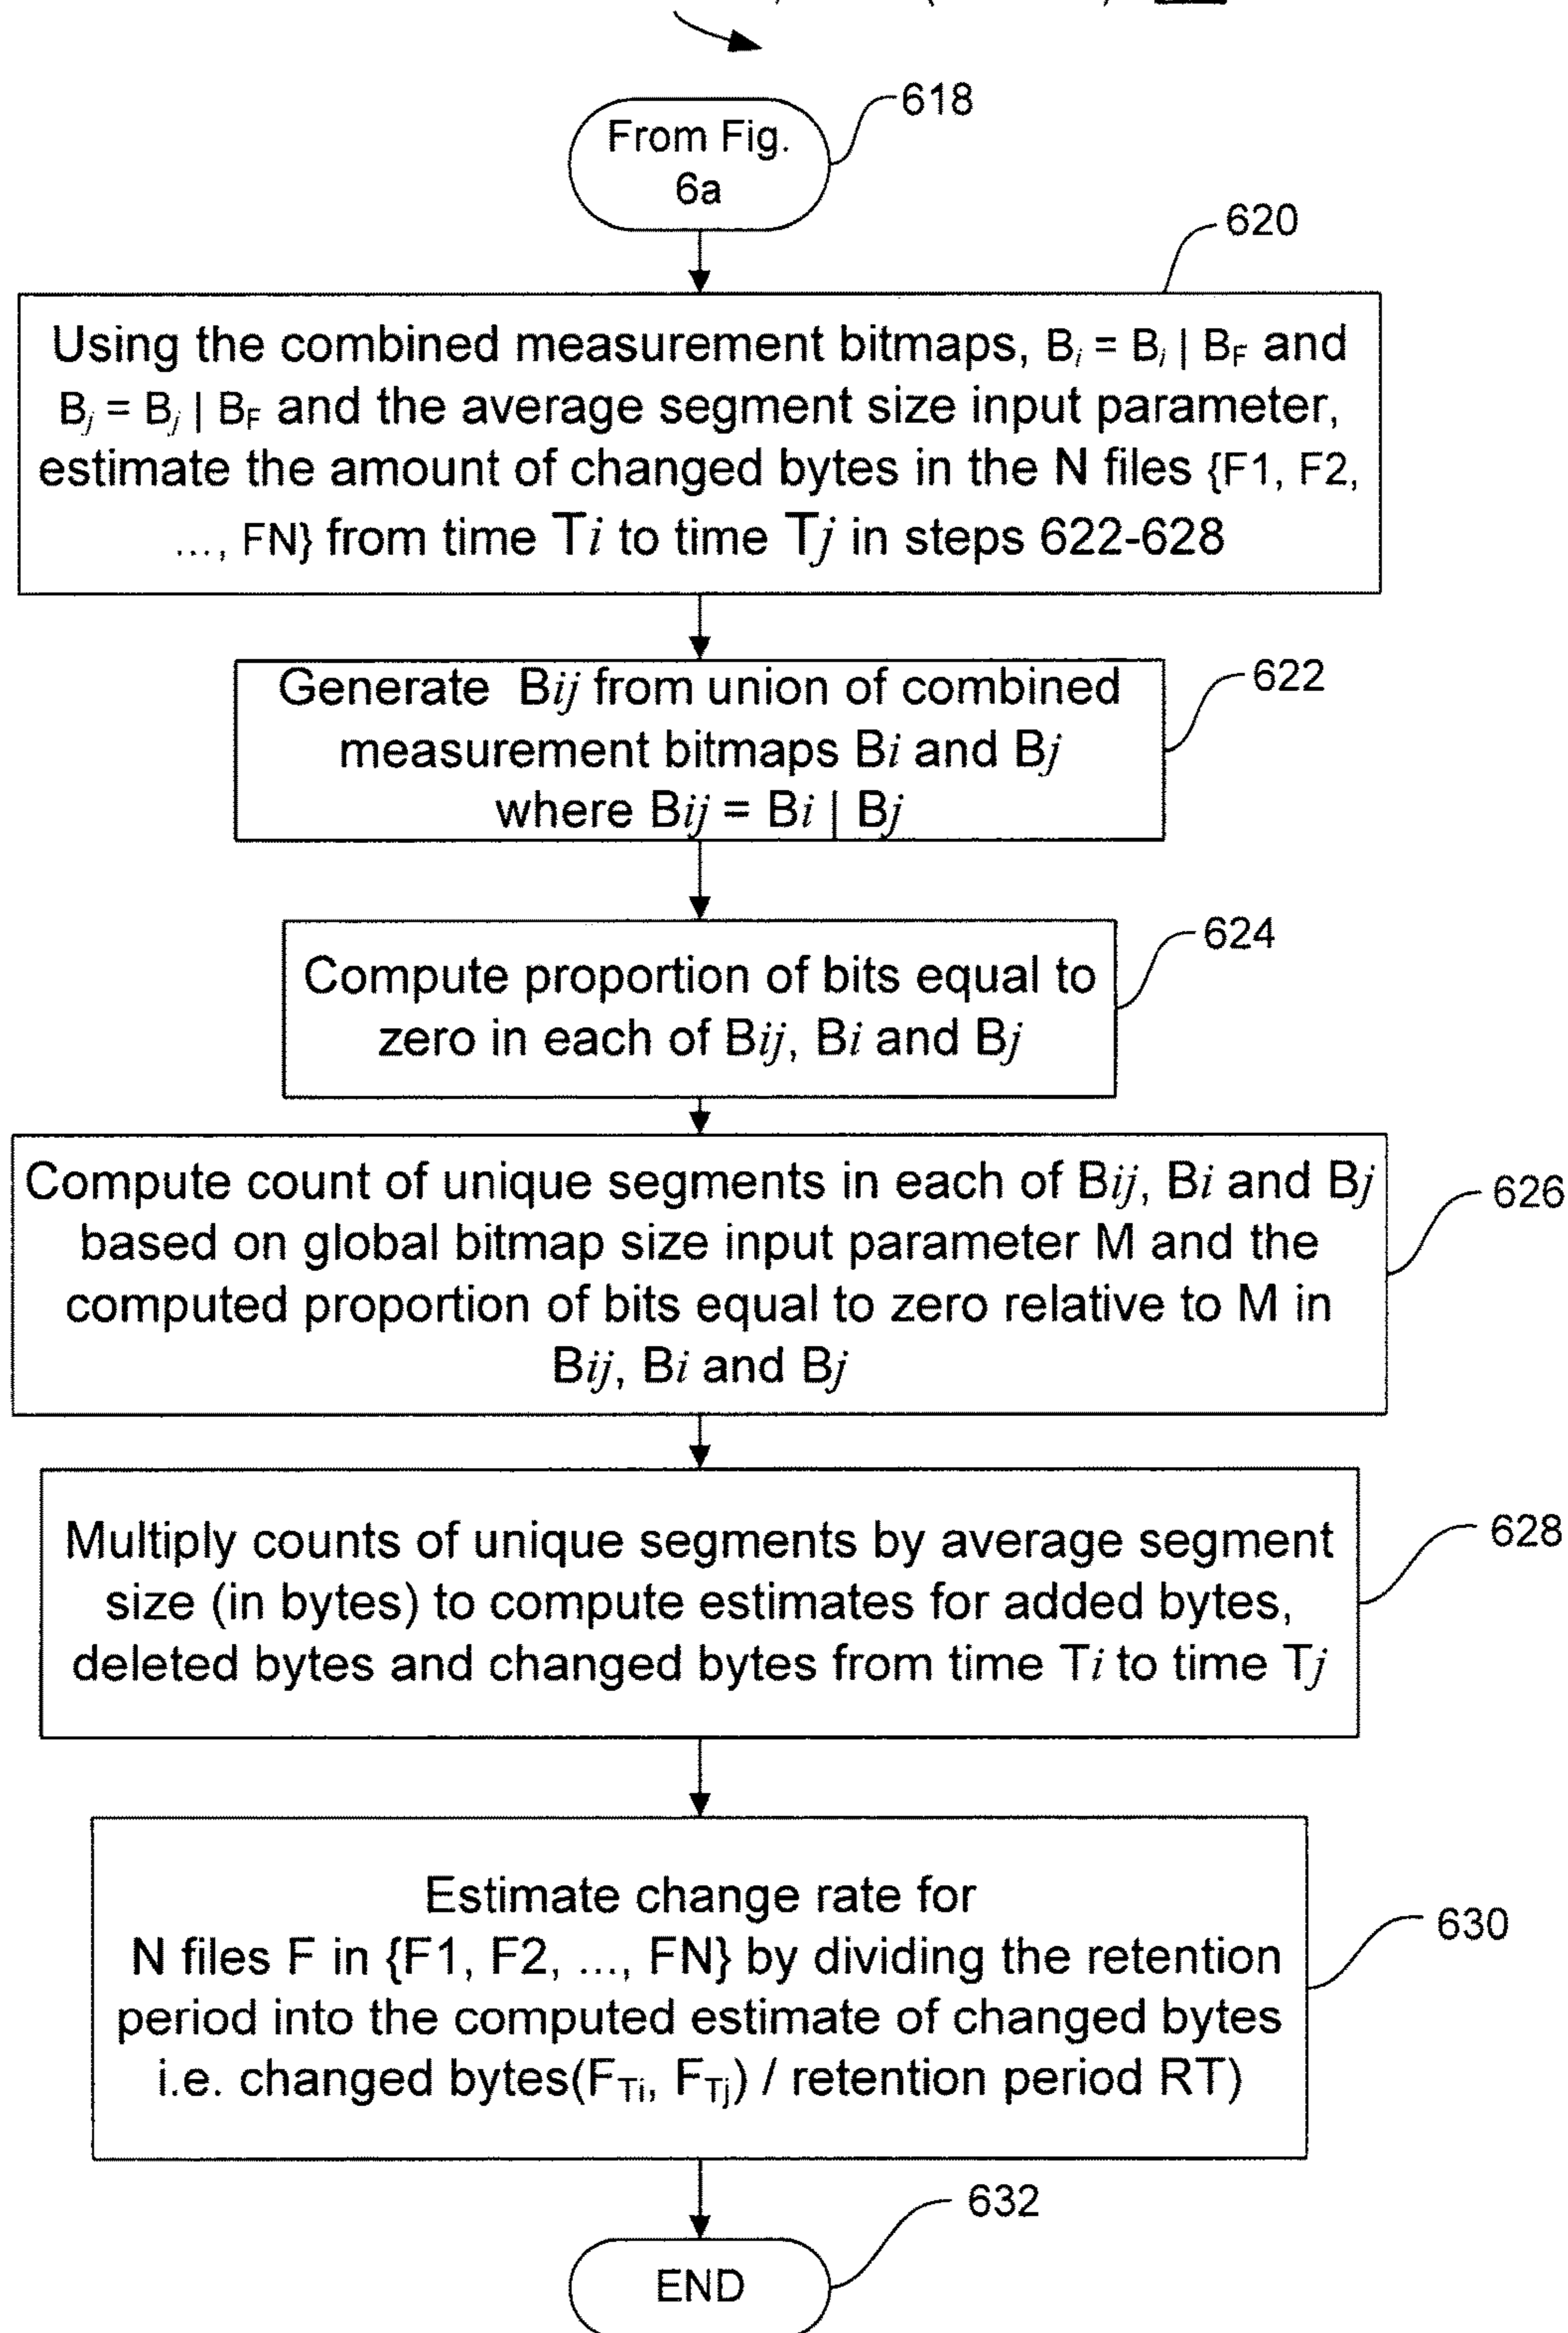 From Fig.
6a
618
620
Using the combined measurement bitmaps, Bi = Bi | BF and
Bj = Bj | BF and the average segment size input parameter,
estimate the amount of changed bytes in the N files {F1, F2,
..., FN} from time Ti to time Tj in steps 622-628
Generate Bij from union of combined
measurement bitmaps Bi and Bj
where Bij = Bi | Bj
622
Compute proportion of bits equal to
zero in each of Bij, Bi and Bj
624
Compute count of unique segments in each of Bij, Bi and Bj
based on global bitmap size input parameter M and the
computed proportion of bits equal to zero relative to M in
Bij, Bi and Bj
626
Multiply counts of unique segments by average segment
size (in bytes) to compute estimates for added bytes,
deleted bytes and changed bytes from time Ti to time Tj
628
Estimate change rate for
N files F in {F1, F2, ..., FN} by dividing the retention
period into the computed estimate of changed bytes
i.e. changed bytes(FTi, FTj) / retention period RT)
630
END
632